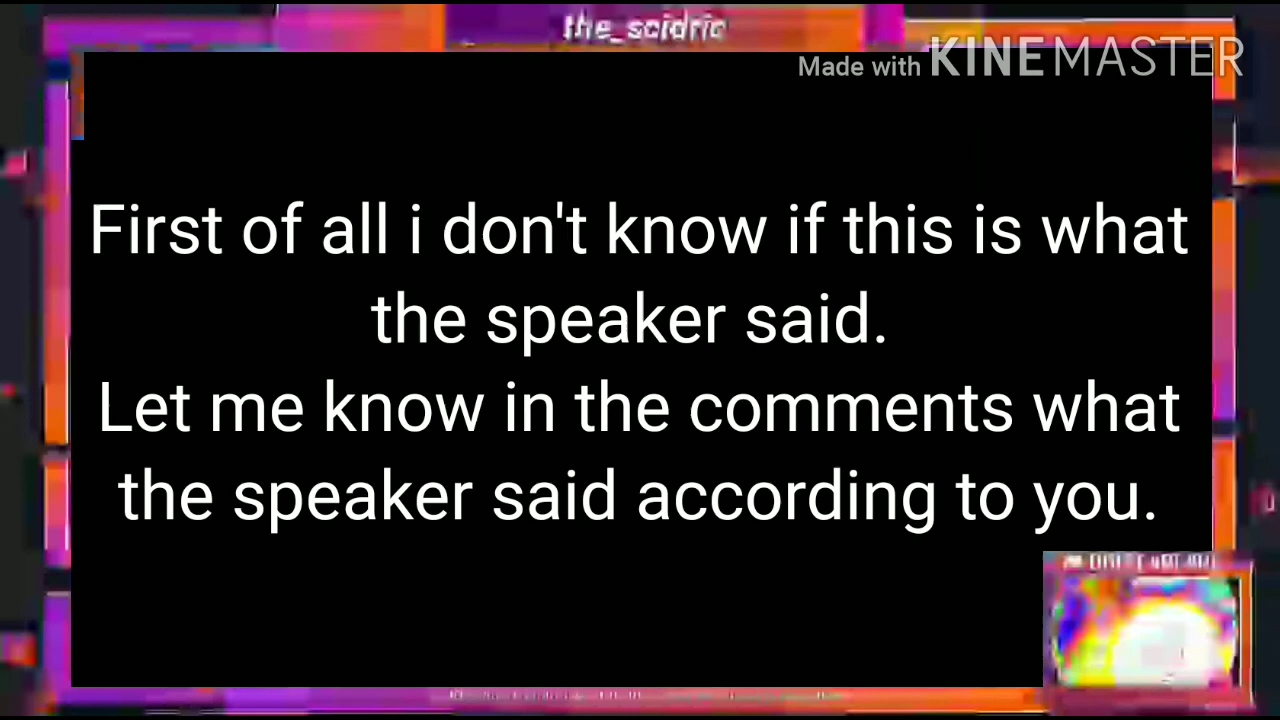 the_scidric
Made with KINEMASTER
First of all i don't know if this is what
the speaker said.
Let me know in the comments what
the speaker said according to you.